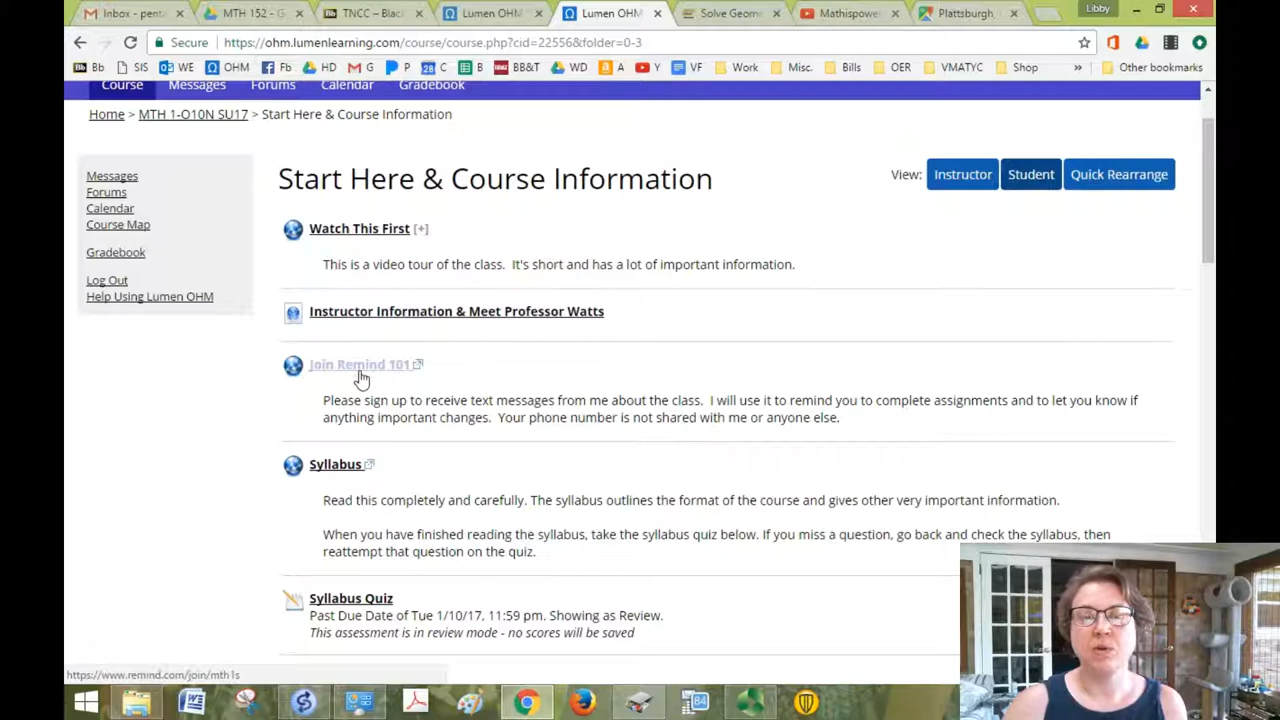 Inbox - penta
MTH 152 - G
TNCC – Black
Lumen OHM
Lumen OHM
Solve Geome
Mathispower
Plattsburgh,
Libby
Secure
https://ohm.lumenlearning.com/course/course.php?cid=22556&folder=0-3
Bb SIS WE OHM Fb HD G P C B BB&T WD A Y VF Work Misc. Bills OER VMATYC Shop » Other bookmarks
Course Messages Forums Calendar Gradebook
Home > MTH 1-O10N SU17 > Start Here & Course Information
Messages
Forums
Calendar
Course Map
Gradebook
Log Out
Help Using Lumen OHM
Start Here & Course Information
View: Instructor Student Quick Rearrange
Watch This First [+]
This is a video tour of the class. It's short and has a lot of important information.
Instructor Information & Meet Professor Watts
Join Remind 101
Please sign up to receive text messages from me about the class. I will use it to remind you to complete assignments and to let you know if
anything important changes. Your phone number is not shared with me or anyone else.
Syllabus
Read this completely and carefully. The syllabus outlines the format of the course and gives other very important information.
When you have finished reading the syllabus, take the syllabus quiz below. If you miss a question, go back and check the syllabus, then
reattempt that question on the quiz.
Syllabus Quiz
Past Due Date of Tue 1/10/17, 11:59 pm. Showing as Review.
This assessment is in review mode - no scores will be saved
https://www.remind.com/join/mth1s
84